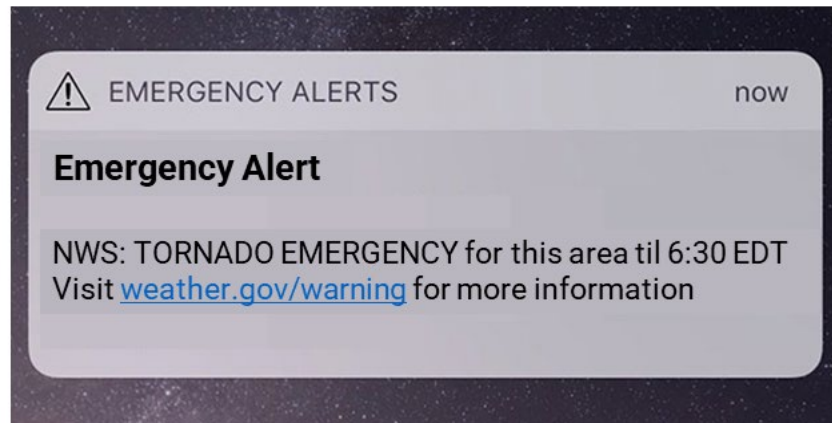 EMERGENCY ALERTS now
Emergency Alert
NWS: TORNADO EMERGENCY for this area til 6:30 EDT
Visit weather.gov/warning for more information